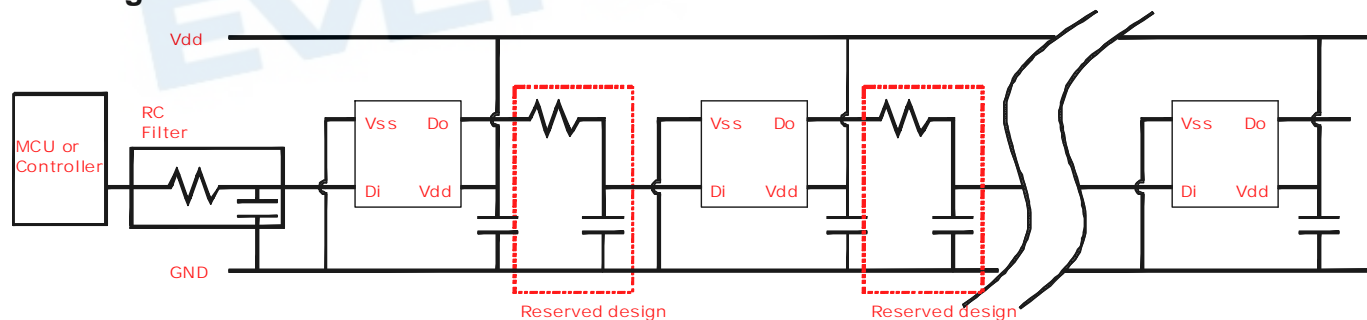 Vdd
RC
Filter
MCU or
Controller
Vss Do
Di Vdd
Vss Do
Di Vdd
Vss Do
Di Vdd
GND
Reserved design
Reserved design